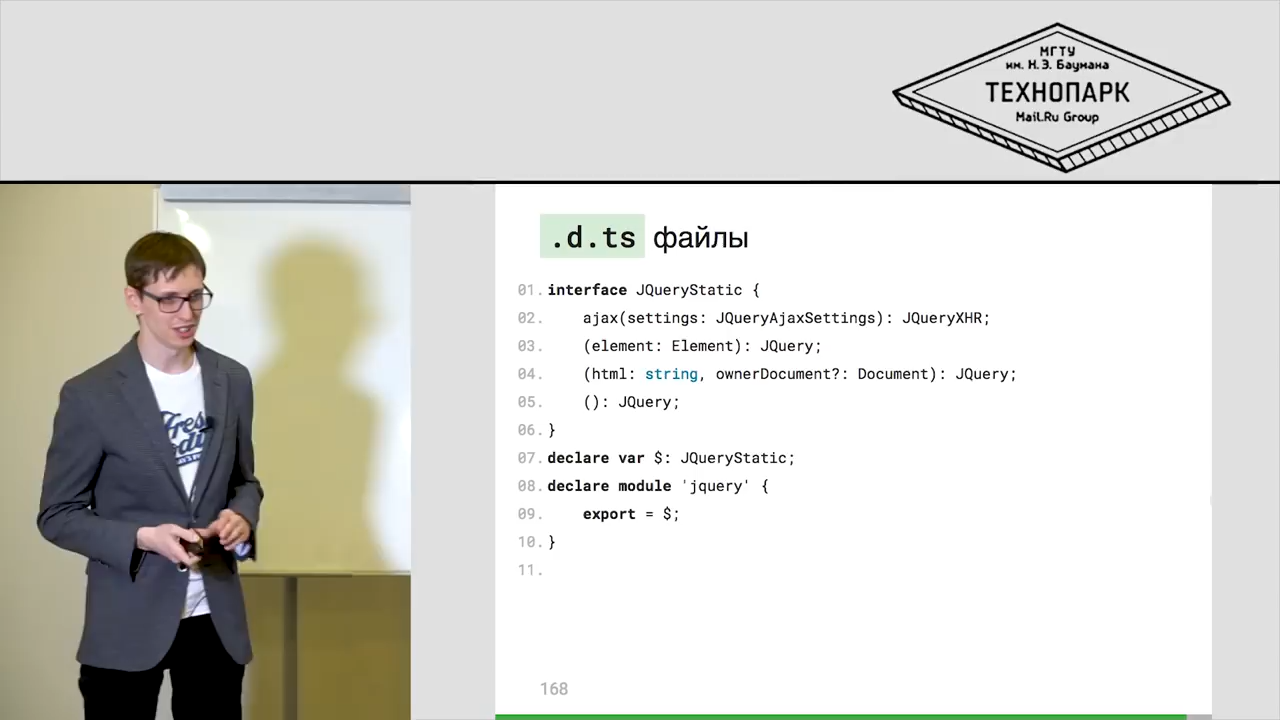 МГТУ
им. Н.Э. Баумана
ТЕХНОПАРК
Mail.Ru Group
.d.ts файлы
01. interface JQueryStatic {
02. ajax(settings: JQueryAjaxSettings): JQueryXHR;
03. (element: Element): JQuery;
04. (html: string, ownerDocument?: Document): JQuery;
05. (): JQuery;
06. }
07. declare var $: JQueryStatic;
08. declare module 'jquery' {
09. export = $;
10. }
11.
168